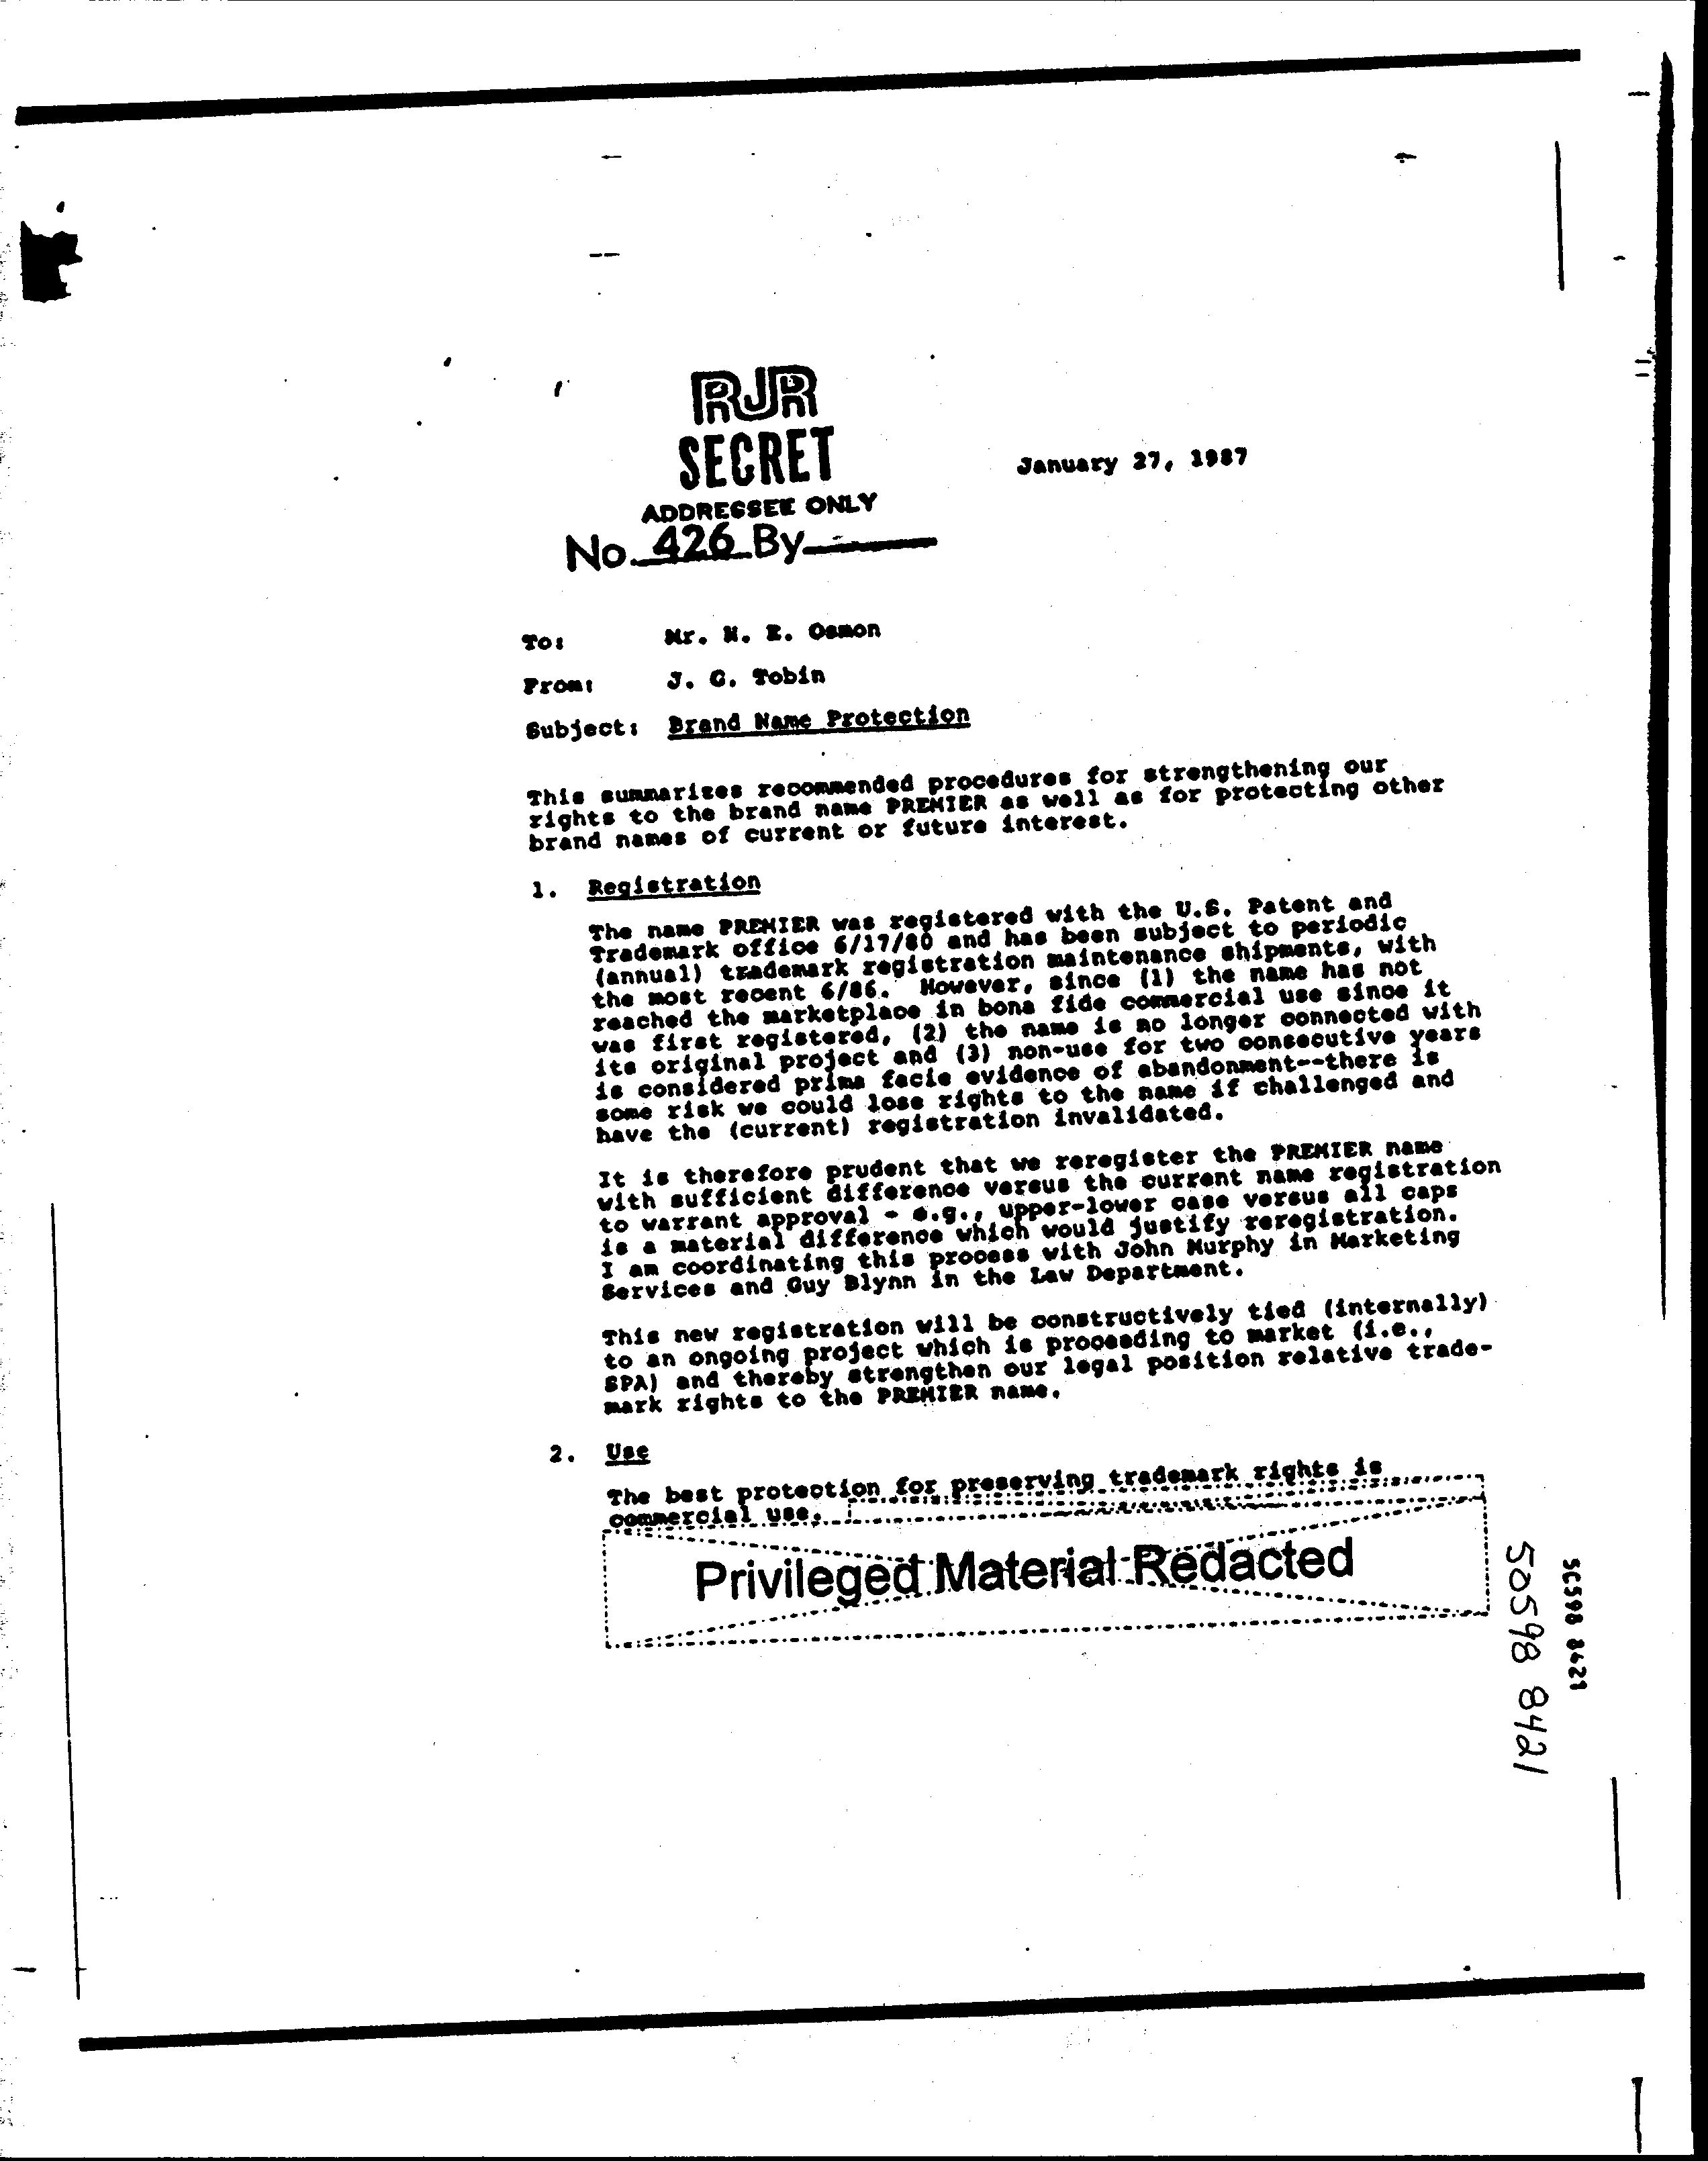 RJR
SECRET
ADDRESSEE ONLY
No. 426 By
January 27, 1987
To: Mr. H. E. Osmon
From: J. G. Tobin
Subject: Brand Name Protection
This summarizes recommended procedures for strengthening our
rights to the brand name PREMIER as well as for protecting other
brand names of current or future interest.
1. Registration
The name PREMIER was registered with the U.S. Patent and
Trademark office 6/17/80 and has been subject to periodic
(annual) trademark registration maintenance shipments, with
the most recent 6/86. However, since (1) the name has not
reached the marketplace in bona fide commercial use since it
was first registered, (2) the name is no longer connected with
its original project and (3) non-use for two consecutive years
is considered prima facie evidence of abandonment--there is
some risk we could lose rights to the name if challenged and
have the (current) registration invalidated.
It is therefore prudent that we reregister the PREMIER name
with sufficient difference versus the current name registration
to warrant approval - e.g., upper-lower case versus all caps
is a material difference which would justify reregistration.
I am coordinating this process with John Murphy in Marketing
Services and Guy Blynn in the Law Department.
This new registration will be constructively tied (internally)
to an ongoing project which is proceeding to market (i.e.,
SPA) and thereby strengthen our legal position relative trade-
mark rights to the PREMIER name.
2. Use
The best protection for preserving trademark rights is
commercial use.
Privileged Material Redacted
50598 8421
50598 8421